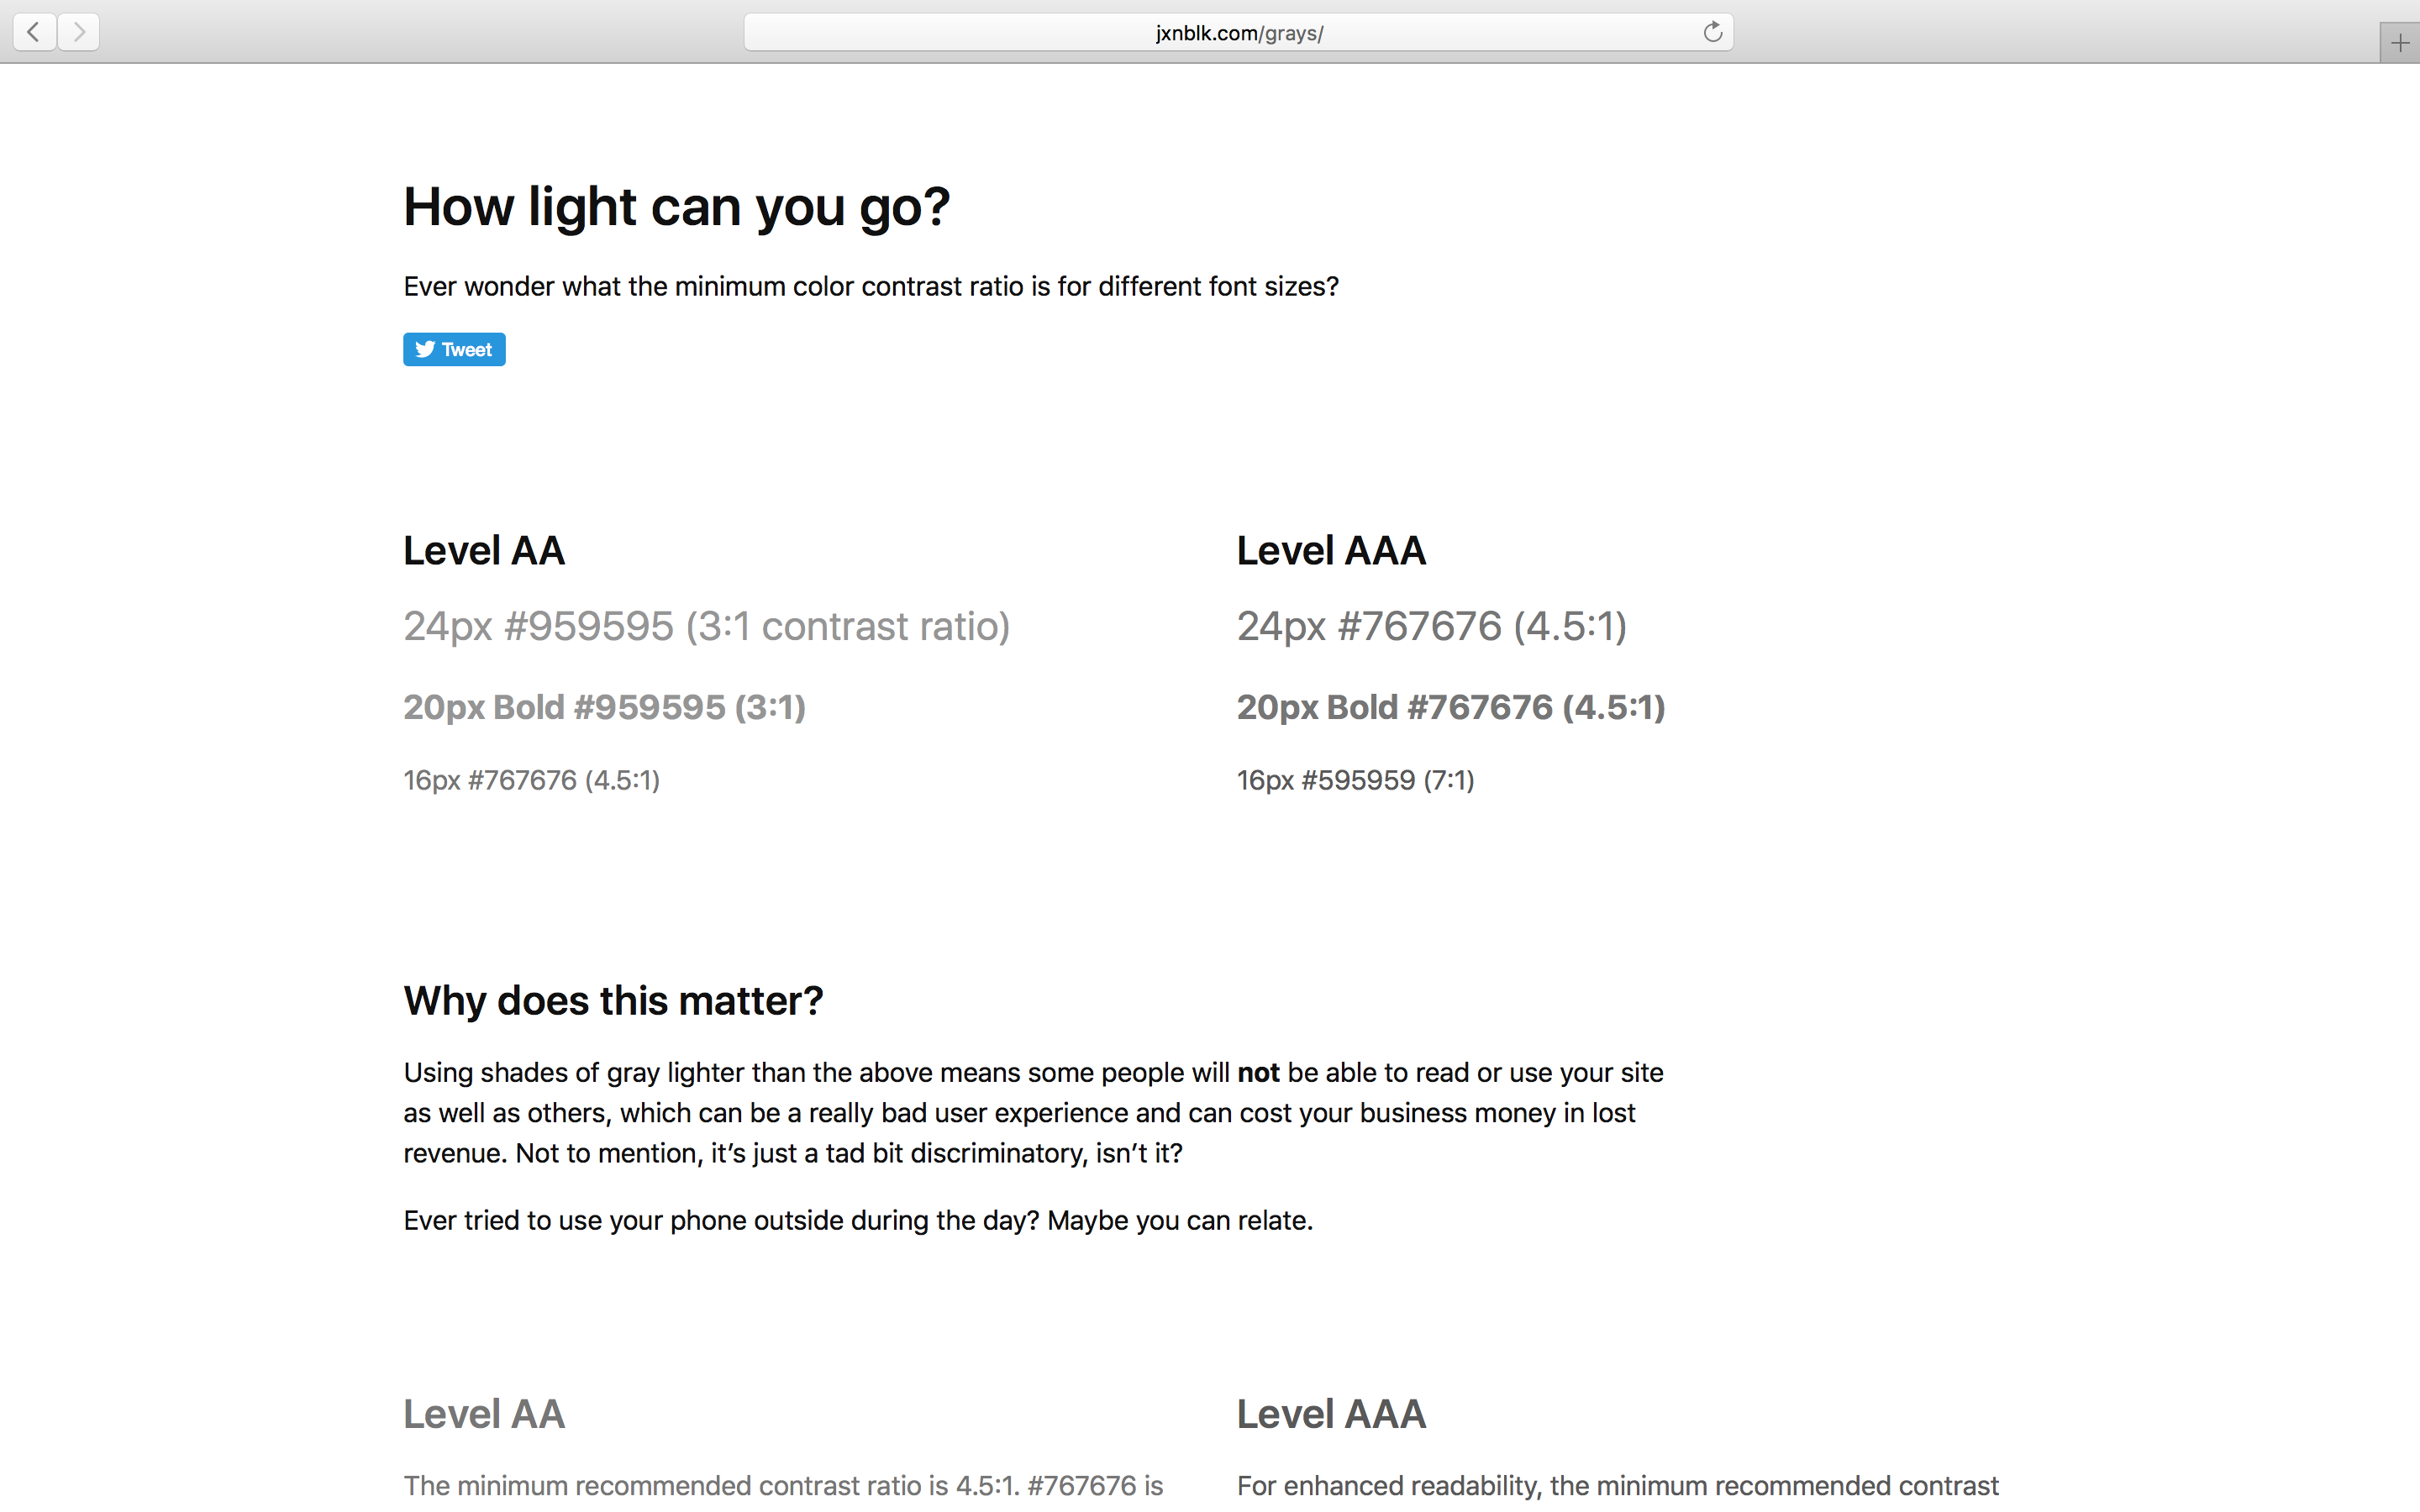 jxnblk.com/grays/
How light can you go?
Ever wonder what the minimum color contrast ratio is for different font sizes?
Tweet
Level AA
24px #959595 (3:1 contrast ratio)
20px Bold #959595 (3:1)
16px #767676 (4.5:1)
Level AAA
24px #767676 (4.5:1)
20px Bold #767676 (4.5:1)
16px #595959 (7:1)
Why does this matter?
Using shades of gray lighter than the above means some people will not be able to read or use your site
as well as others, which can be a really bad user experience and can cost your business money in lost
revenue. Not to mention, it’s just a tad bit discriminatory, isn’t it?
Ever tried to use your phone outside during the day? Maybe you can relate.
Level AA
The minimum recommended contrast ratio is 4.5:1. #767676 is
Level AAA
For enhanced readability, the minimum recommended contrast